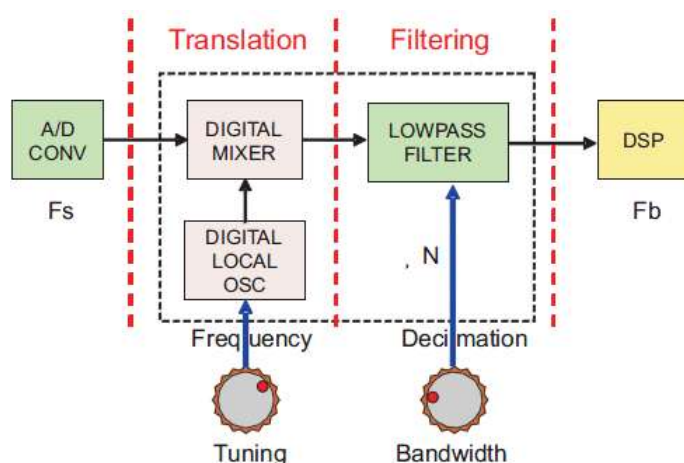 Translation
Filtering
A/D
CONV
DIGITAL
MIXER
LOWPASS
FILTER
DSP
Fs
Fb
DIGITAL
LOCAL
OSC
, N
Frequency
Decimation
Tuning
Bandwidth